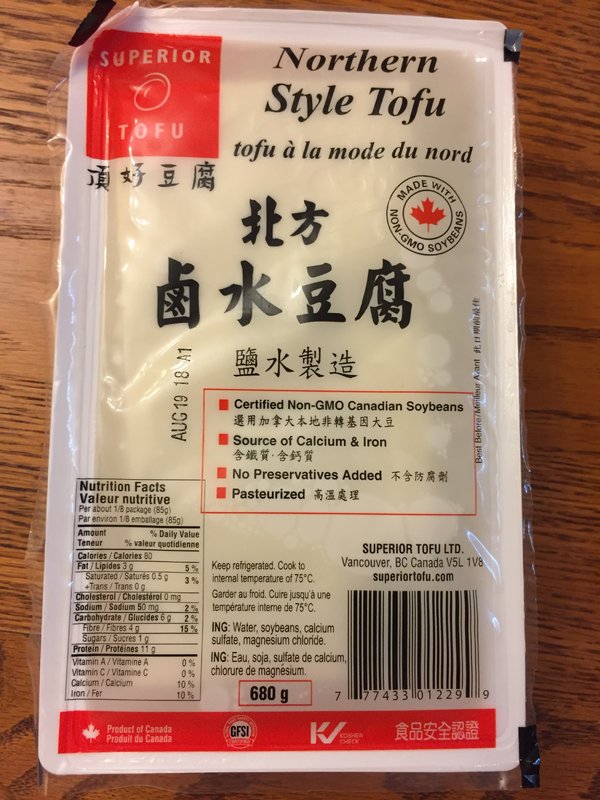 SUPERIOR
TOFU
頂好豆腐
Northern
Style Tofu
tofu à la mode du nord
MADE WITH
NON-GMO SOYBEANS
北方
鹵水豆腐
鹽水製造
AUG 19 18 A1
Best Before/Meilleur Avant 此日期前最佳
Certified Non-GMO Canadian Soybeans
選用加拿大本地非轉基因大豆
Source of Calcium & Iron
含鐵質·含鈣質
No Preservatives Added 不含防腐劑
Pasteurized 高溫處理
Nutrition Facts
Valeur nutritive
Per about 1/8 package (85g)
Par environ 1/8 emballage (85g)
Amount % Daily Value
Teneur % valeur quotidienne
Calories / Calories 80
Fat / Lipides 3 g 5 %
Saturated / Saturés 0.5 g 3 %
+Trans / Trans 0 g
Cholesterol / Cholestérol 0 mg
Sodium / Sodium 50 mg 2 %
Carbohydrate / Glucides 6 g 2 %
Fibre / Fibres 4 g 15 %
Sugars / Sucres 1 g
Protein / Protéines 11 g
Vitamin A / Vitamine A 0 %
Vitamin C / Vitamine C 0 %
Calcium / Calcium 10 %
Iron / Fer 10 %
SUPERIOR TOFU LTD.
Vancouver, BC Canada V5L 1V8
superiortofu.com
Keep refrigerated. Cook to
internal temperature of 75°C.
Garder au froid. Cuire jusqu'à une
température interne de 75°C.
ING: Water, soybeans, calcium
sulfate, magnesium chloride.
ING: Eau, soja, sulfate de calcium,
chlorure de magnésium.
680 g
7 77433 01229 9
Product of Canada
Produit du Canada
GFSI
KOSHER
CHECK
食品安全認證